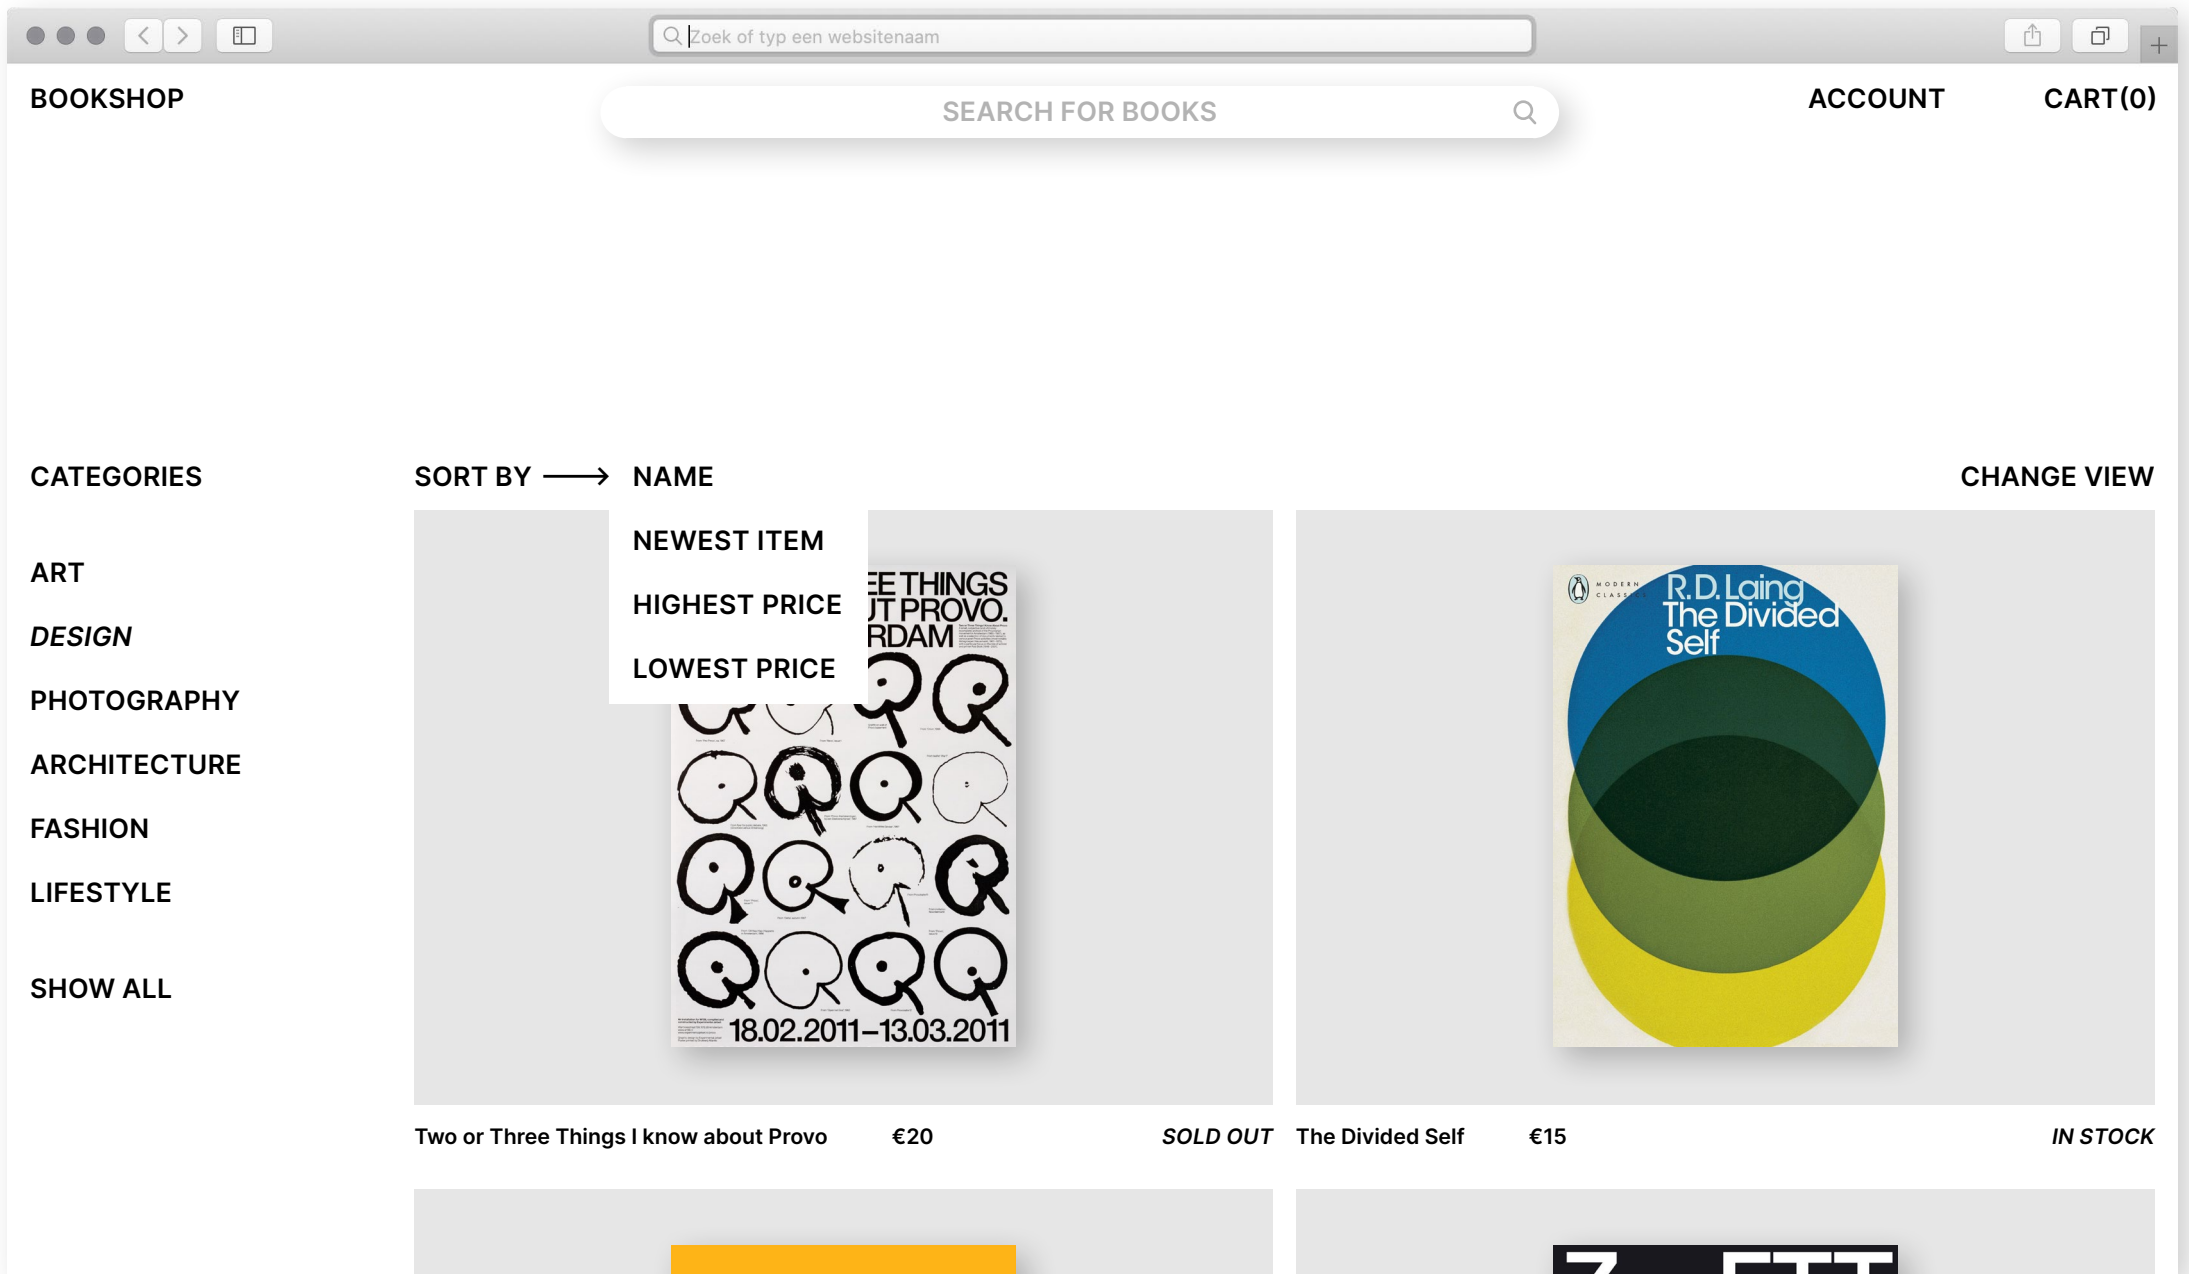 Zoek of typ een websitenaam
BOOKSHOP
SEARCH FOR BOOKS
ACCOUNT
CART(0)
CATEGORIES
SORT BY
NAME
CHANGE VIEW
NEWEST ITEM
HIGHEST PRICE
LOWEST PRICE
ART
DESIGN
PHOTOGRAPHY
ARCHITECTURE
FASHION
LIFESTYLE
SHOW ALL
EE THINGS
UT PROVO.
RDAM
18.02.2011–13.03.2011
MODERN
R.D. Laing
The Divided
Self
Two or Three Things I know about Provo
€20
SOLD OUT
The Divided Self
€15
IN STOCK